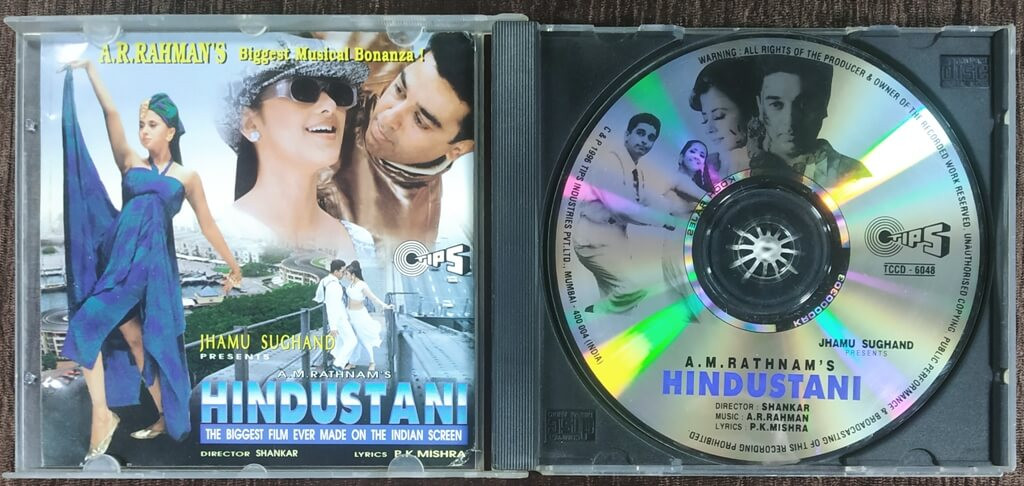 A.R.RAHMAN'S Biggest Musical Bonanza !
TIPS
JHAMU SUGHAND
PRESENTS
A.M.RATHNAM'S
HINDUSTANI
THE BIGGEST FILM EVER MADE ON THE INDIAN SCREEN
DIRECTOR SHANKAR LYRICS P.K.MISHRA
WARNING : ALL RIGHTS OF THE PRODUCER & OWNER OF THE RECORDED WORK RESERVED. UNAUTHORISED COPYING, PUBLIC PERFORMANCE & BROADCASTING OF THIS RECORDING PROHIBITED.
C & P 1996 TIPS INDUSTRIES PVT.LTD., MUMBAI - 400 004 (INDIA)
TIPS
TCCD - 6048
JHAMU SUGHAND
PRESENTS
A.M.RATHNAM'S
HINDUSTANI
DIRECTOR : SHANKAR
MUSIC : A.R.RAHMAN
LYRICS : P.K.MISHRA